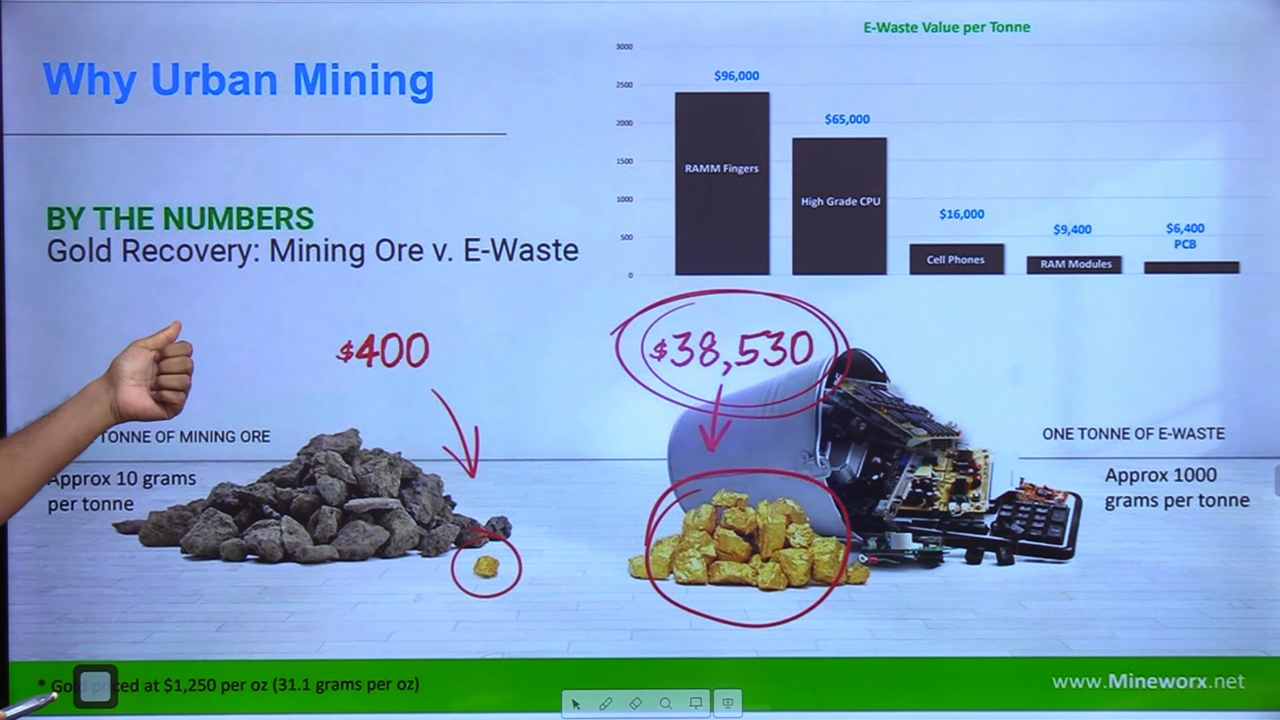 Why Urban Mining
BY THE NUMBERS
Gold Recovery: Mining Ore v. E-Waste
E-Waste Value per Tonne
3000
2500
2000
1500
1000
500
0
$96,000
RAMM Fingers
$65,000
High Grade CPU
$16,000
Cell Phones
$9,400
RAM Modules
$6,400
PCB
$400
$38,530
TONNE OF MINING ORE
Approx 10 grams
per tonne
ONE TONNE OF E-WASTE
Approx 1000
grams per tonne
* Gold priced at $1,250 per oz (31.1 grams per oz)
www.Mineworx.net